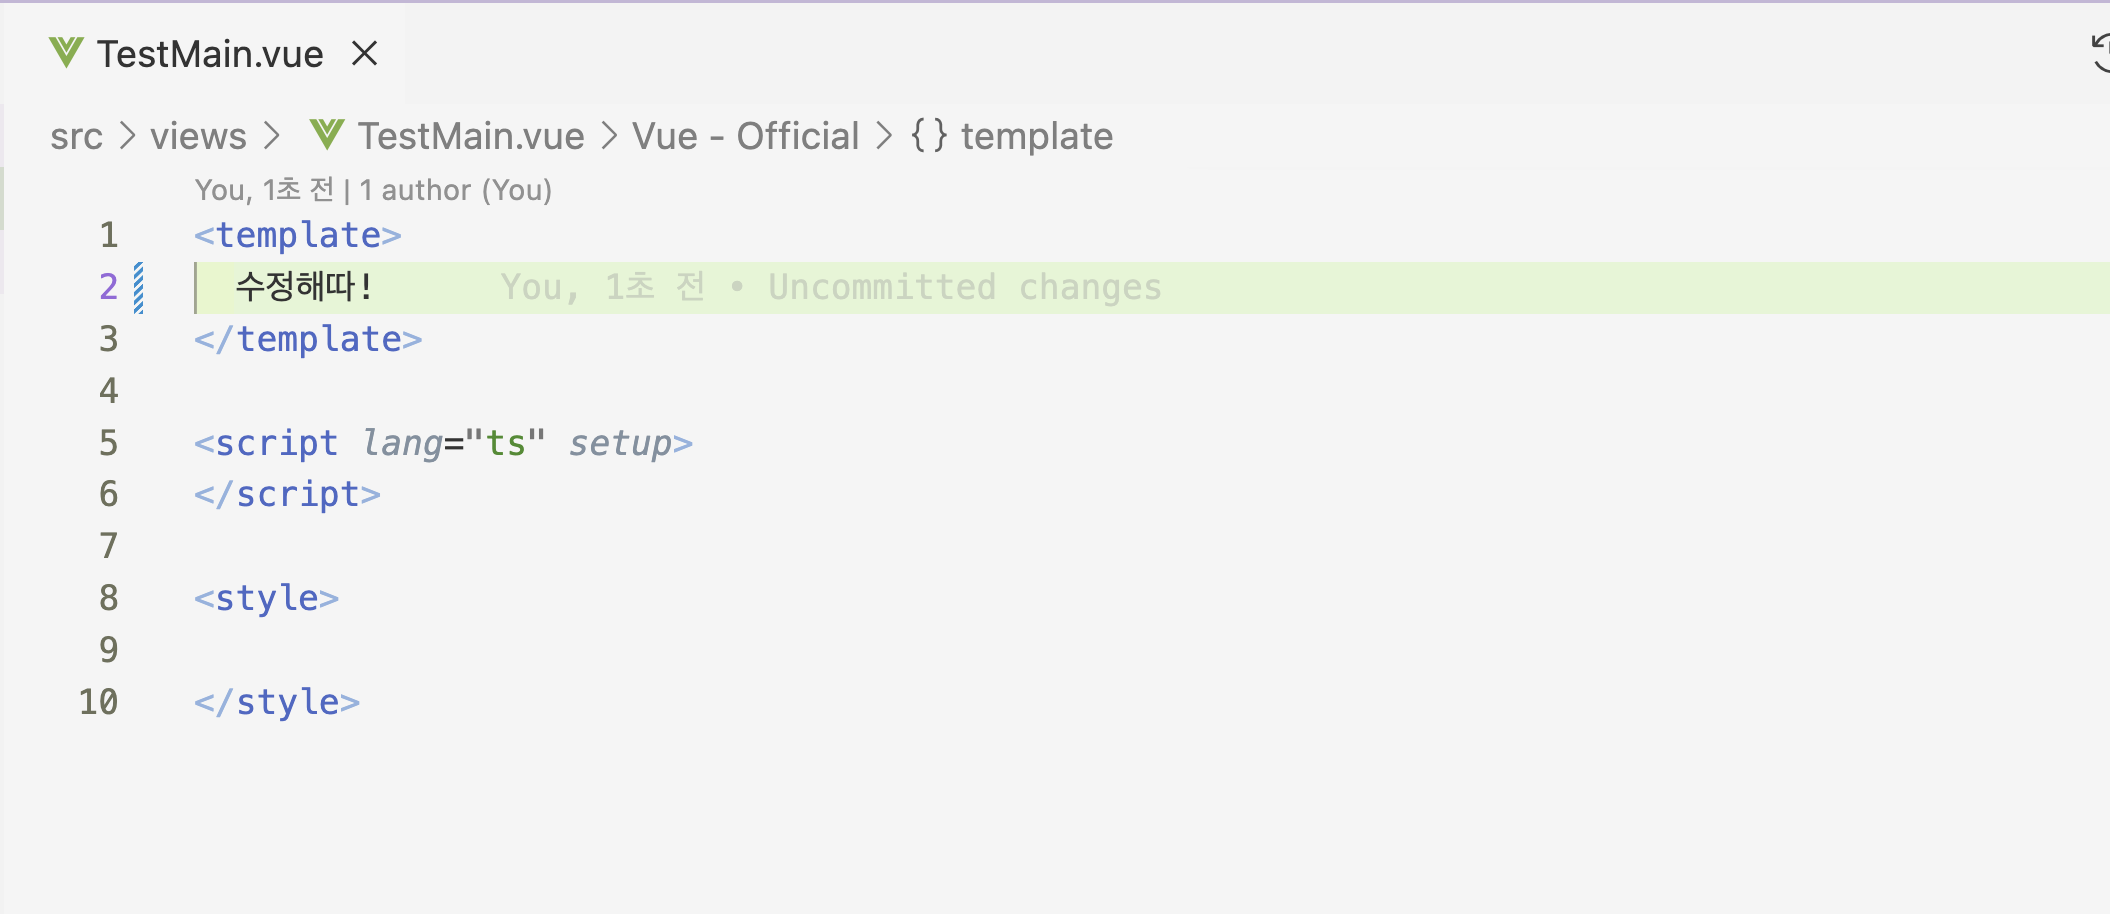 TestMain.vue
src > views > TestMain.vue > Vue - Official > {} template
You, 1초 전 | 1 author (You)
1 <template>
2 수정해따! You, 1초 전 • Uncommitted changes
3 </template>
4
5 <script lang="ts" setup>
6 </script>
7
8 <style>
9
10 </style>